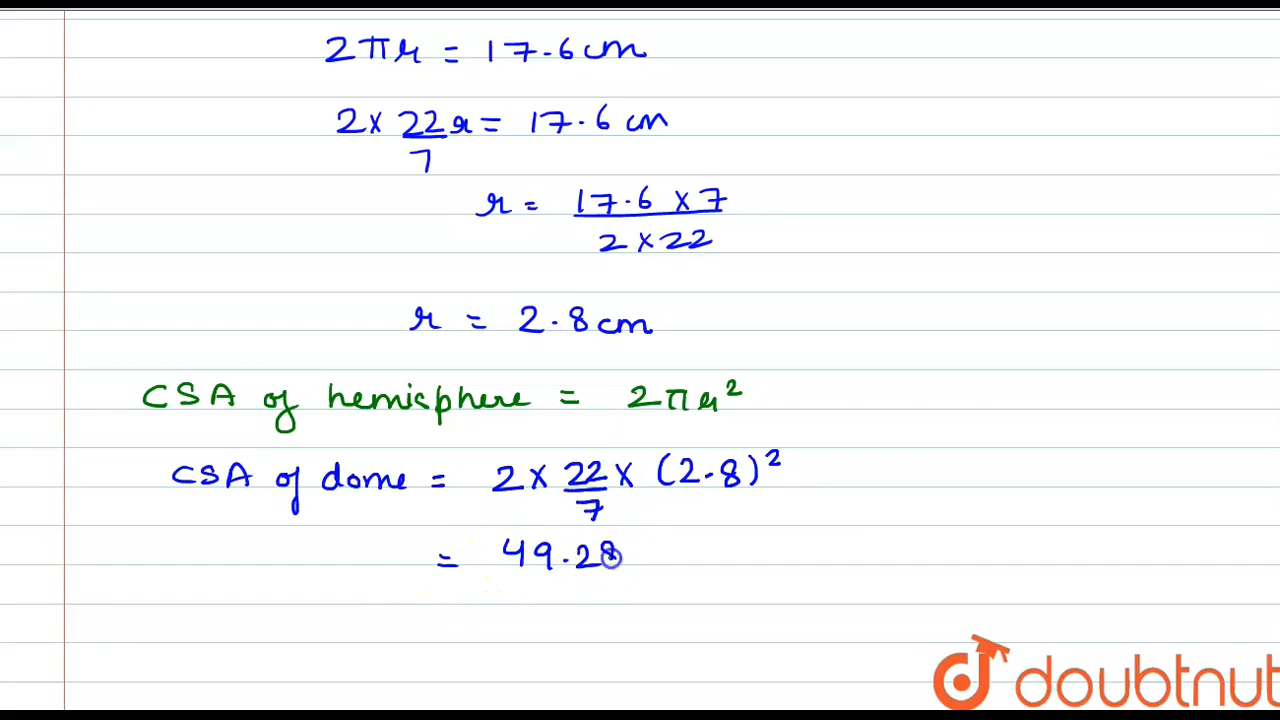 2πr = 17.6 cm
2 × 22/7 r = 17.6 cm
r = 17.6 × 7 / 2 × 22
r = 2.8 cm
CSA of hemisphere = 2πr²
CSA of dome = 2 × 22/7 × (2.8)²
= 49.28
doubtnut